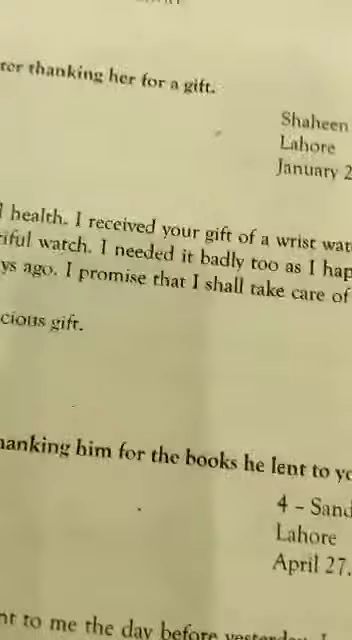 ter thanking her for a gift.
Shaheen
Lahore
January 2
l health. I received your gift of a wrist wat
tiful watch. I needed it badly too as I hap
ys ago. I promise that I shall take care of
cious gift.
hanking him for the books he lent to yo
4 - Sand
Lahore
April 27.
nt to me the day before yesterday. I